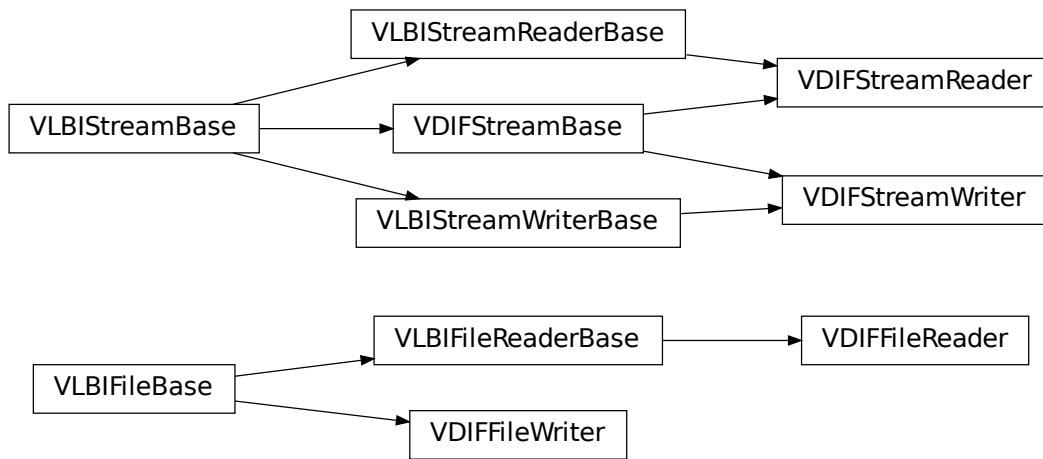 VLBIStreamReaderBase
VDIFStreamReader
VLBIStreamBase
VDIFStreamBase
VDIFStreamWriter
VLBIStreamWriterBase
VLBIFileReaderBase
VDIFFileReader
VLBIFileBase
VDIFFileWriter